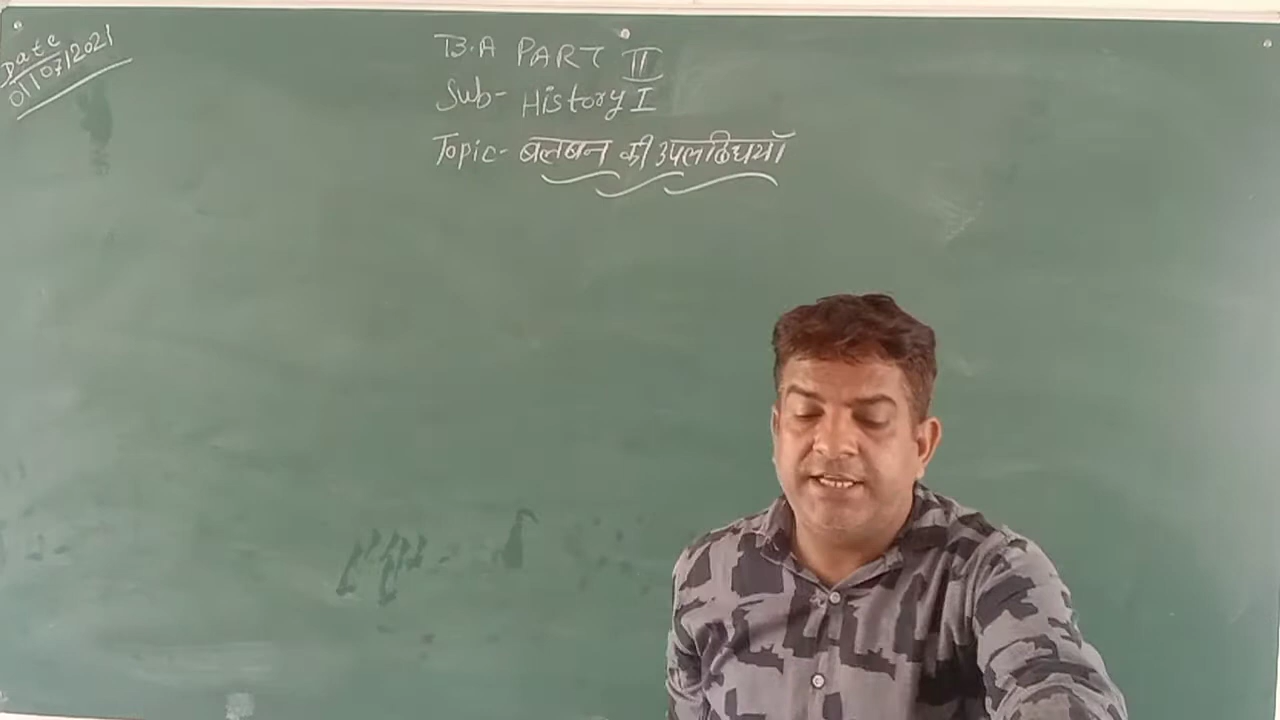 Date
01/07/2021
B.A PART II
Sub- History I
Topic- बलबन की उपलब्धियाँ